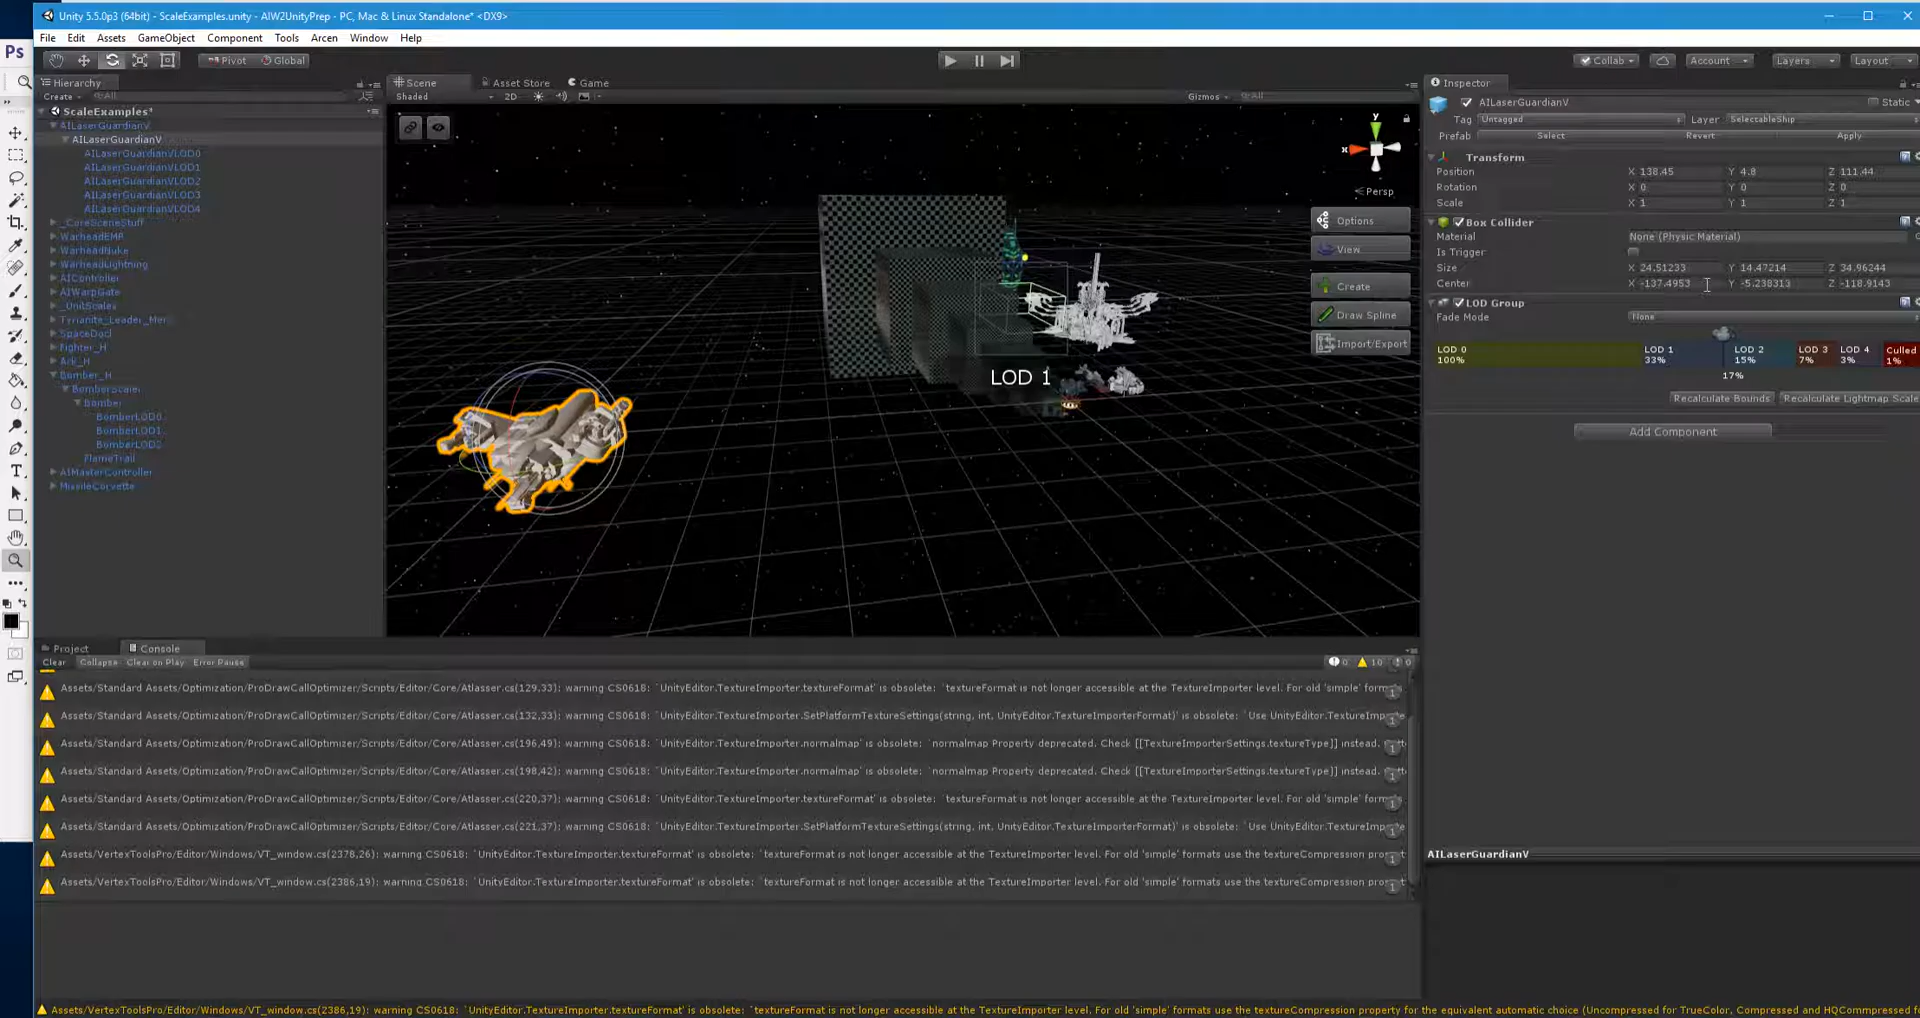 Unity 5.5.0p3 (64bit) - ScaleExamples.unity - AIW2UnityPrep - PC, Mac & Linux Standalone* <DX9>
File Edit Assets GameObject Component Tools Arcen Window Help
Ps
Pivot Global
Collab Account Layers Layout
Hierarchy
Create
ScaleExamples*
AILaserGuardianV
AILaserGuardianV
AILaserGuardianVLOD0
AILaserGuardianVLOD1
AILaserGuardianVLOD2
AILaserGuardianVLOD3
AILaserGuardianVLOD4
_CoreSceneStuff
WarheadEMP
WarheadNuke
WarheadLightning
AIController
AIWarpGate
_UnitScales
SpaceDock
Fighter_H
Ark_H
Bomber_H
BomberScaler
Bomber
BomberLOD0
BomberLOD1
BomberLOD2
FlameTrail
AIMasterController
MissileCorvette
Scene Asset Store Game
Shaded 2D Gizmos All
y
x
Persp
Options
View
Create
Draw Spline
Import/Export
LOD 1
Inspector
AILaserGuardianV Static
Tag Untagged Layer SelectableShip
Prefab Select Revert Apply
Transform
Position X 138.45 Y 4.8 Z 111.44
Rotation X 0 Y 0 Z 0
Scale X 1 Y 1 Z 1
Box Collider
Material None (Physic Material)
Is Trigger
Size X 24.51233 Y 14.47214 Z 34.96244
Center X -137.4953 Y -5.238313 Z -118.9143
LOD Group
Fade Mode None
LOD 0 LOD 1 LOD 2 LOD 3 LOD 4 Culled
100% 33% 15% 7% 3% 1%
17%
Recalculate Bounds Recalculate Lightmap Scale
Add Component
AILaserGuardianV
Project Console
Clear Collapse Clear on Play Error Pause 0 10 0
Assets/Standard Assets/Optimization/ProDrawCallOptimizer/Scripts/Editor/Core/Atlasser.cs(129,33): warning CS0618: `UnityEditor.TextureImporter.textureFormat' is obsolete: `textureFormat is not longer accessible at the TextureImporter level. For old 'simple' form 1
Assets/Standard Assets/Optimization/ProDrawCallOptimizer/Scripts/Editor/Core/Atlasser.cs(132,33): warning CS0618: `UnityEditor.TextureImporter.SetPlatformTextureSettings(string, int, UnityEditor.TextureImporterFormat)' is obsolete: `Use UnityEditor.TextureImp 1
Assets/Standard Assets/Optimization/ProDrawCallOptimizer/Scripts/Editor/Core/Atlasser.cs(196,49): warning CS0618: `UnityEditor.TextureImporter.normalmap' is obsolete: `normalmap Property deprecated. Check [[TextureImporterSettings.textureType]] instead. 1
Assets/Standard Assets/Optimization/ProDrawCallOptimizer/Scripts/Editor/Core/Atlasser.cs(198,42): warning CS0618: `UnityEditor.TextureImporter.normalmap' is obsolete: `normalmap Property deprecated. Check [[TextureImporterSettings.textureType]] instead. 1
Assets/Standard Assets/Optimization/ProDrawCallOptimizer/Scripts/Editor/Core/Atlasser.cs(220,37): warning CS0618: `UnityEditor.TextureImporter.textureFormat' is obsolete: `textureFormat is not longer accessible at the TextureImporter level. For old 'simple' form 1
Assets/Standard Assets/Optimization/ProDrawCallOptimizer/Scripts/Editor/Core/Atlasser.cs(221,37): warning CS0618: `UnityEditor.TextureImporter.SetPlatformTextureSettings(string, int, UnityEditor.TextureImporterFormat)' is obsolete: `Use UnityEditor.TextureImp 1
Assets/VertexToolsPro/Editor/Windows/VT_window.cs(2378,26): warning CS0618: `UnityEditor.TextureImporter.textureFormat' is obsolete: `textureFormat is not longer accessible at the TextureImporter level. For old 'simple' formats use the textureCompression pro 1
Assets/VertexToolsPro/Editor/Windows/VT_window.cs(2386,19): warning CS0618: `UnityEditor.TextureImporter.textureFormat' is obsolete: `textureFormat is not longer accessible at the TextureImporter level. For old 'simple' formats use the textureCompression pro 1
Assets/VertexToolsPro/Editor/Windows/VT_window.cs(2386,19): warning CS0618: `UnityEditor.TextureImporter.textureFormat' is obsolete: `textureFormat is not longer accessible at the TextureImporter level. For old 'simple' formats use the textureCompression property for the equivalent automatic choice (Uncompressed for TrueColor, Compressed and HQCommpressed f